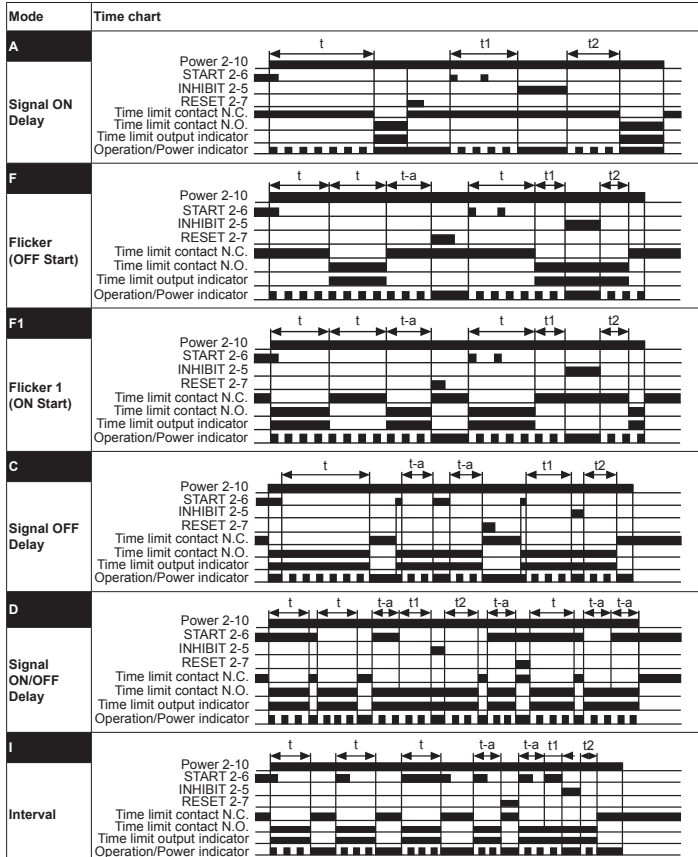 Mode Time chart
A
Signal ON
Delay
t t1 t2
Power 2-10
START 2-6
INHIBIT 2-5
RESET 2-7
Time limit contact N.C.
Time limit contact N.O.
Time limit output indicator
Operation/Power indicator
F
Flicker
(OFF Start)
t t t-a t t1 t2
Power 2-10
START 2-6
INHIBIT 2-5
RESET 2-7
Time limit contact N.C.
Time limit contact N.O.
Time limit output indicator
Operation/Power indicator
F1
Flicker 1
(ON Start)
t t t-a t t1 t2
Power 2-10
START 2-6
INHIBIT 2-5
RESET 2-7
Time limit contact N.C.
Time limit contact N.O.
Time limit output indicator
Operation/Power indicator
C
Signal OFF
Delay
t t-a t-a t1 t2
Power 2-10
START 2-6
INHIBIT 2-5
RESET 2-7
Time limit contact N.C.
Time limit contact N.O.
Time limit output indicator
Operation/Power indicator
D
Signal
ON/OFF
Delay
t t t-a t1 t2 t-a t t-a t-a
Power 2-10
START 2-6
INHIBIT 2-5
RESET 2-7
Time limit contact N.C.
Time limit contact N.O.
Time limit output indicator
Operation/Power indicator
I
Interval
t t t t-a t-a t1 t2
Power 2-10
START 2-6
INHIBIT 2-5
RESET 2-7
Time limit contact N.C.
Time limit contact N.O.
Time limit output indicator
Operation/Power indicator